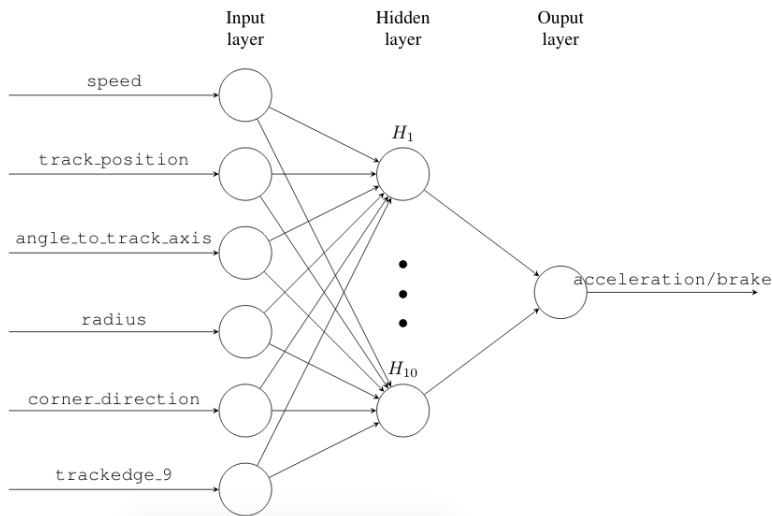 Input
layer
Hidden
layer
Ouput
layer
speed
track_position
angle_to_track_axis
radius
corner_direction
trackedge_9
H1
H10
acceleration/brake